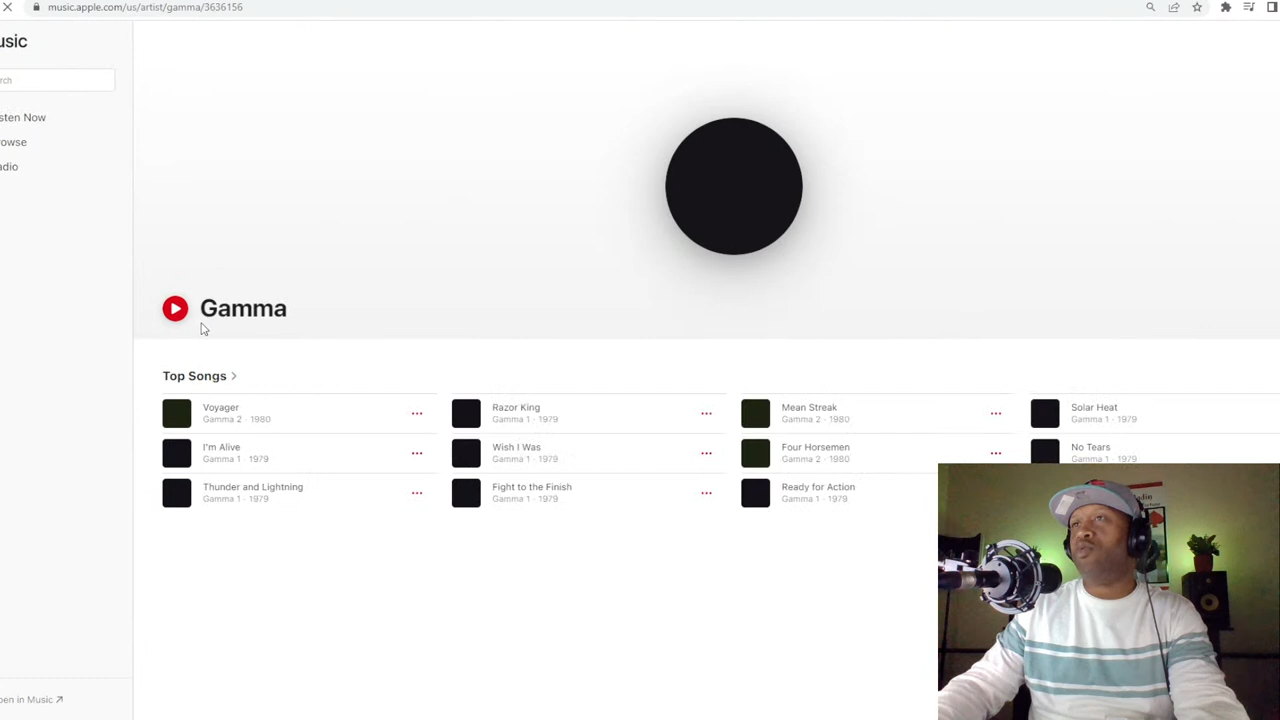 music.apple.com/us/artist/gamma/3636156
usic
rch
sten Now
owse
adio
Gamma
Top Songs
Voyager
Gamma 2 · 1980
Razor King
Gamma 1 · 1979
Mean Streak
Gamma 2 · 1980
Solar Heat
Gamma 1 · 1979
I'm Alive
Gamma 1 · 1979
Wish I Was
Gamma 1 · 1979
Four Horsemen
Gamma 2 · 1980
No Tears
Gamma 1 · 1979
Thunder and Lightning
Gamma 1 · 1979
Fight to the Finish
Gamma 1 · 1979
Ready for Action
Gamma 1 · 1979
pen in Music